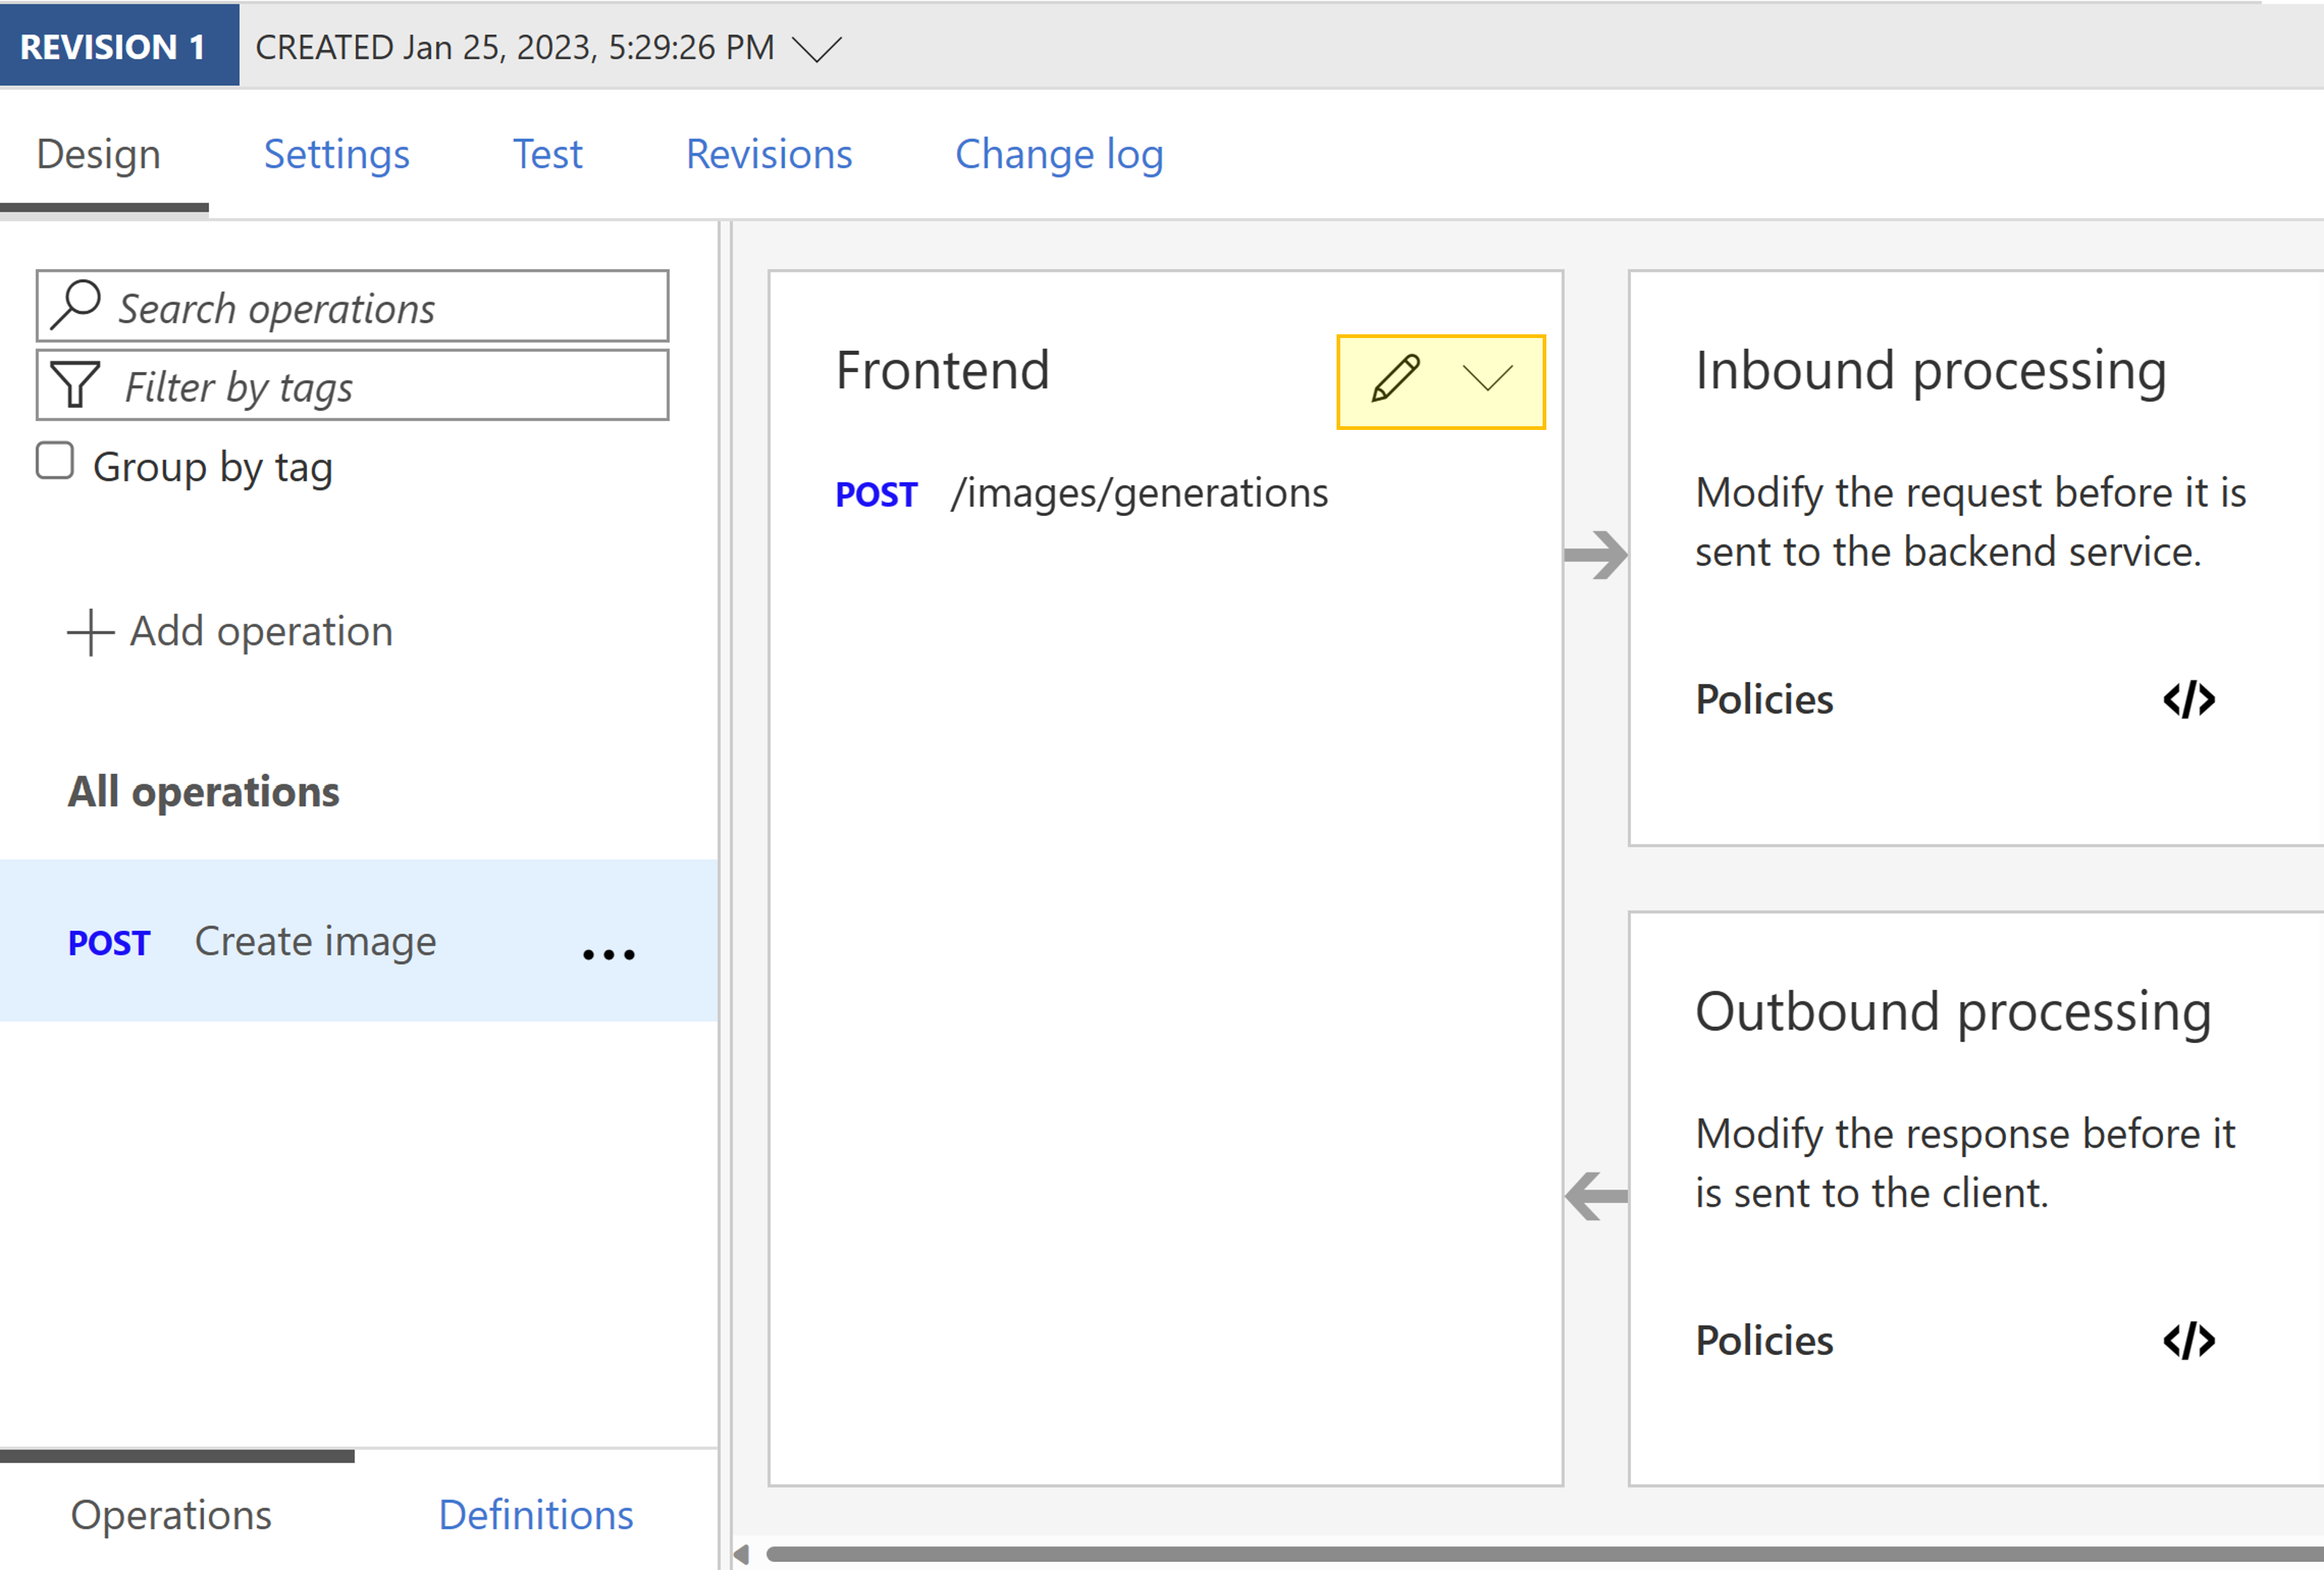 REVISION 1 CREATED Jan 25, 2023, 5:29:26 PM
Design Settings Test Revisions Change log
Search operations
Filter by tags
Group by tag
Add operation
All operations
POST Create image
Operations Definitions
Frontend
POST /images/generations
Inbound processing
Modify the request before it is
sent to the backend service.
Policies </>
Outbound processing
Modify the response before it
is sent to the client.
Policies </>